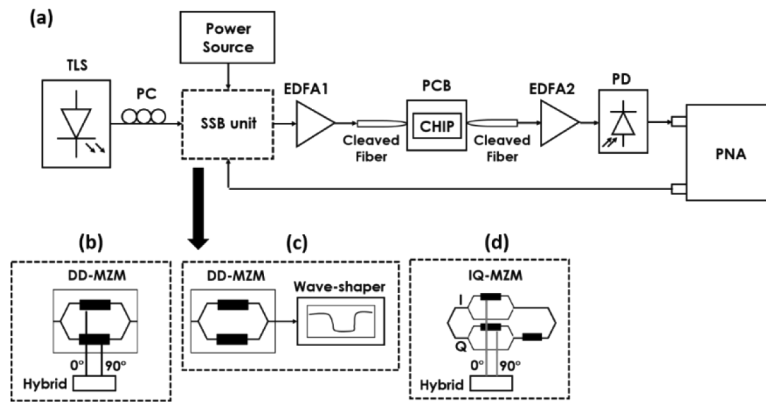 (a)
Power
Source
TLS
PC
SSB unit
EDFA1
Cleaved
Fiber
PCB
CHIP
Cleaved
Fiber
EDFA2
PD
PNA
(b)
DD-MZM
0°
90°
Hybrid
(c)
DD-MZM
Wave-shaper
(d)
IQ-MZM
I
Q
0°
90°
Hybrid